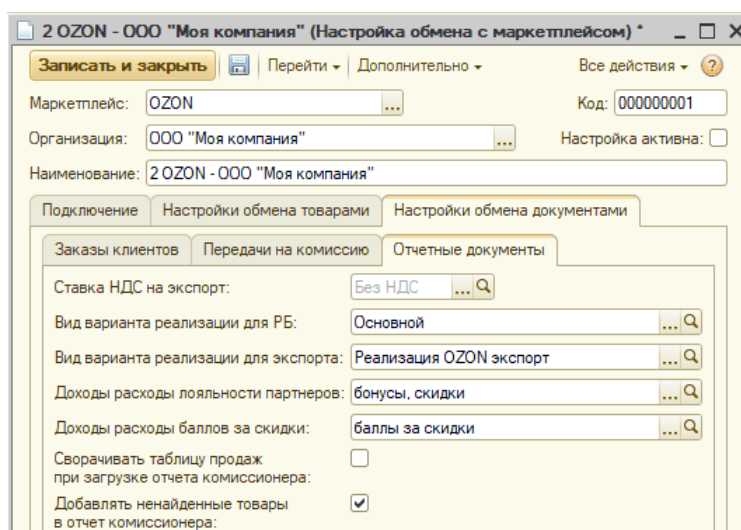 2 OZON - ООО "Моя компания" (Настройка обмена с маркетплейсом) *
Записать и закрыть Перейти Дополнительно Все действия ?
Маркетплейс: OZON ... Код: 000000001
Организация: ООО "Моя компания" ... Настройка активна:
Наименование: 2 OZON - ООО "Моя компания"
Подключение Настройки обмена товарами Настройки обмена документами
Заказы клиентов Передачи на комиссию Отчетные документы
Ставка НДС на экспорт: Без НДС ...
Вид варианта реализации для РБ: Основной ...
Вид варианта реализации для экспорта: Реализация OZON экспорт ...
Доходы расходы лояльности партнеров: бонусы, скидки ...
Доходы расходы баллов за скидки: баллы за скидки ...
Сворачивать таблицу продаж
при загрузке отчета комиссионера:
Добавлять ненайденные товары
в отчет комиссионера: